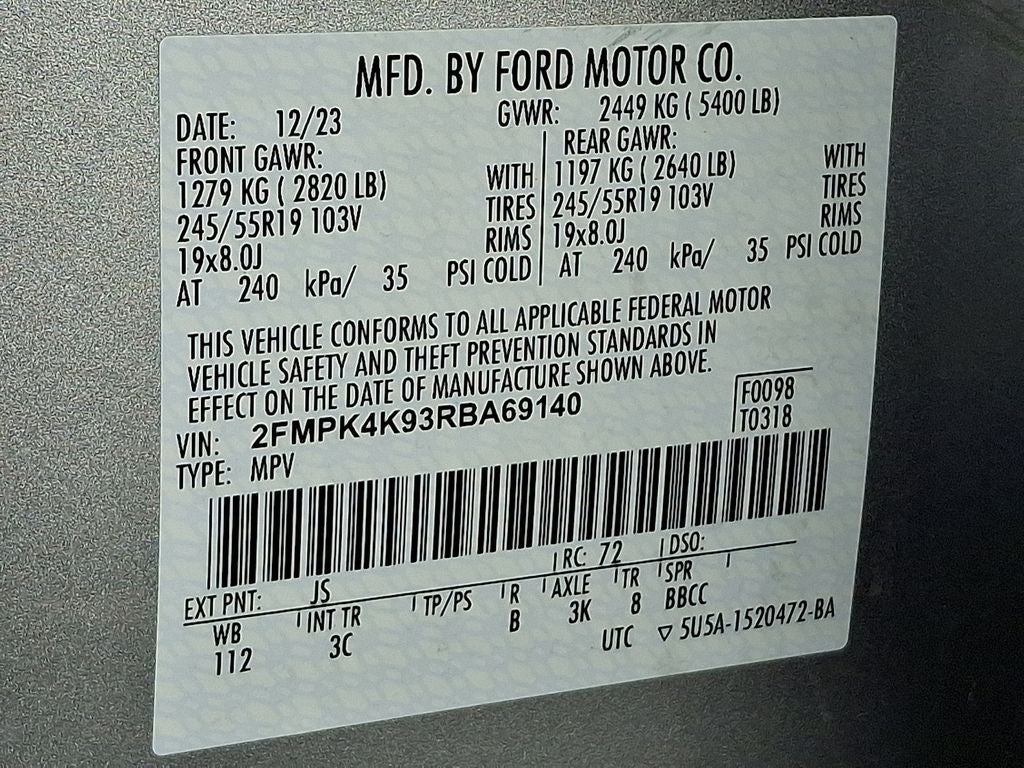 MFD. BY FORD MOTOR CO.
DATE: 12/23 GVWR: 2449 KG ( 5400 LB)
FRONT GAWR: REAR GAWR:
1279 KG ( 2820 LB) WITH 1197 KG ( 2640 LB) WITH
245/55R19 103V TIRES 245/55R19 103V TIRES
19x8.0J RIMS 19x8.0J RIMS
AT 240 kPa/ 35 PSI COLD AT 240 kPa/ 35 PSI COLD
THIS VEHICLE CONFORMS TO ALL APPLICABLE FEDERAL MOTOR
VEHICLE SAFETY AND THEFT PREVENTION STANDARDS IN
EFFECT ON THE DATE OF MANUFACTURE SHOWN ABOVE.
F0098
VIN: 2FMPK4K93RBA69140 T0318
TYPE: MPV
EXT PNT: JS RC: 72 DSO:
WB INT TR TP/PS R AXLE TR SPR
112 3C B 3K 8 BBCC
UTC ▽ 5U5A-1520472-BA